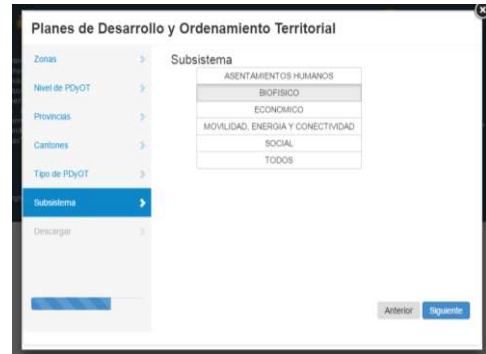 Planes de Desarrollo y Ordenamiento Territorial
Zonas
Nivel de PDyOT
Provincias
Cantones
Tipo de PDyOT
Subsistema
Descargar
Subsistema
ASENTAMIENTOS HUMANOS
BIOFISICO
ECONOMICO
MOVILIDAD, ENERGIA Y CONECTIVIDAD
SOCIAL
TODOS
Anterior
Siguiente